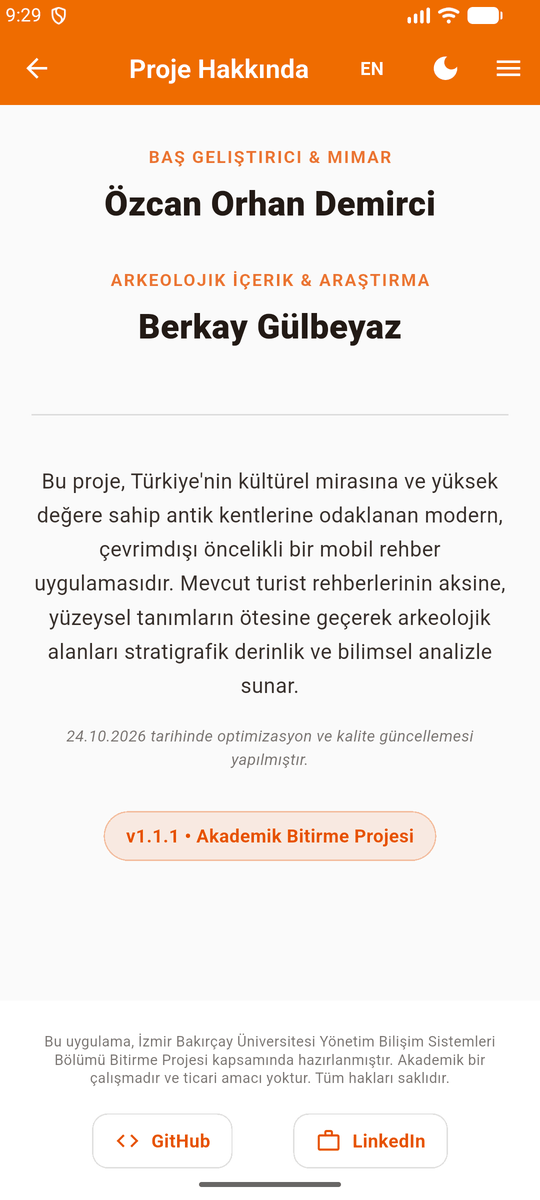 9:29
Proje Hakkında
EN
BAŞ GELIŞTIRICI & MIMAR
Özcan Orhan Demirci
ARKEOLOJIK İÇERIK & ARAŞTIRMA
Berkay Gülbeyaz
Bu proje, Türkiye'nin kültürel mirasına ve yüksek
değere sahip antik kentlerine odaklanan modern,
çevrimdışı öncelikli bir mobil rehber
uygulamasıdır. Mevcut turist rehberlerinin aksine,
yüzeysel tanımların ötesine geçerek arkeolojik
alanları stratigrafik derinlik ve bilimsel analizle
sunar.
24.10.2026 tarihinde optimizasyon ve kalite güncellemesi
yapılmıştır.
v1.1.1 • Akademik Bitirme Projesi
Bu uygulama, İzmir Bakırçay Üniversitesi Yönetim Bilişim Sistemleri
Bölümü Bitirme Projesi kapsamında hazırlanmıştır. Akademik bir
çalışmadır ve ticari amacı yoktur. Tüm hakları saklıdır.
GitHub
LinkedIn